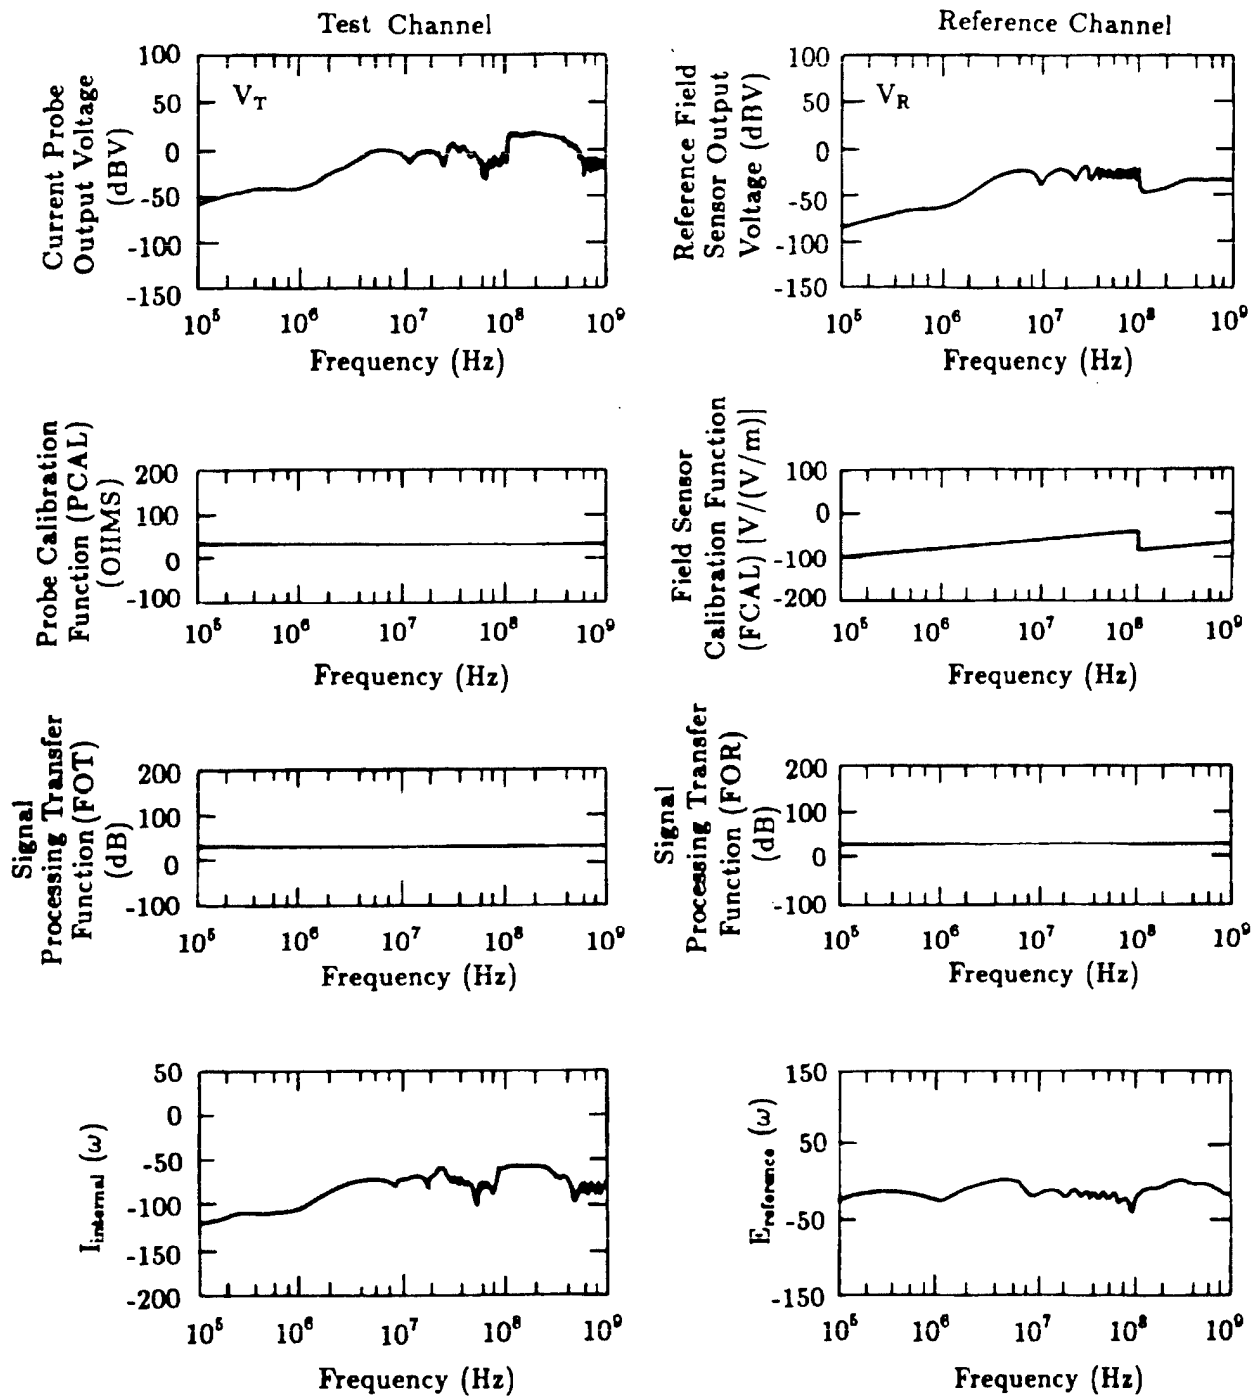 Test Channel
Current Probe
Output Voltage
(dBV)
100
50
0
-50
-100
-150
V_T
10^5 10^6 10^7 10^8 10^9
Frequency (Hz)
Reference Channel
Reference Field
Sensor Output
Voltage (dBV)
100
50
0
-50
-100
-150
V_R
10^5 10^6 10^7 10^8 10^9
Frequency (Hz)
Probe Calibration
Function (PCAL)
(OHMS)
200
100
0
-100
10^5 10^6 10^7 10^8 10^9
Frequency (Hz)
Field Sensor
Calibration Function
(FCAL) [V/(V/m)]
100
0
-100
-200
10^5 10^6 10^7 10^8 10^9
Frequency (Hz)
Signal
Processing Transfer
Function (FOT)
(dB)
200
100
0
-100
10^5 10^6 10^7 10^8 10^9
Frequency (Hz)
Signal
Processing Transfer
Function (FOR)
(dB)
200
100
0
-100
10^5 10^6 10^7 10^8 10^9
Frequency (Hz)
I_internal (ω)
50
0
-50
-100
-150
-200
10^5 10^6 10^7 10^8 10^9
Frequency (Hz)
E_reference (ω)
150
50
-50
-150
10^5 10^6 10^7 10^8 10^9
Frequency (Hz)